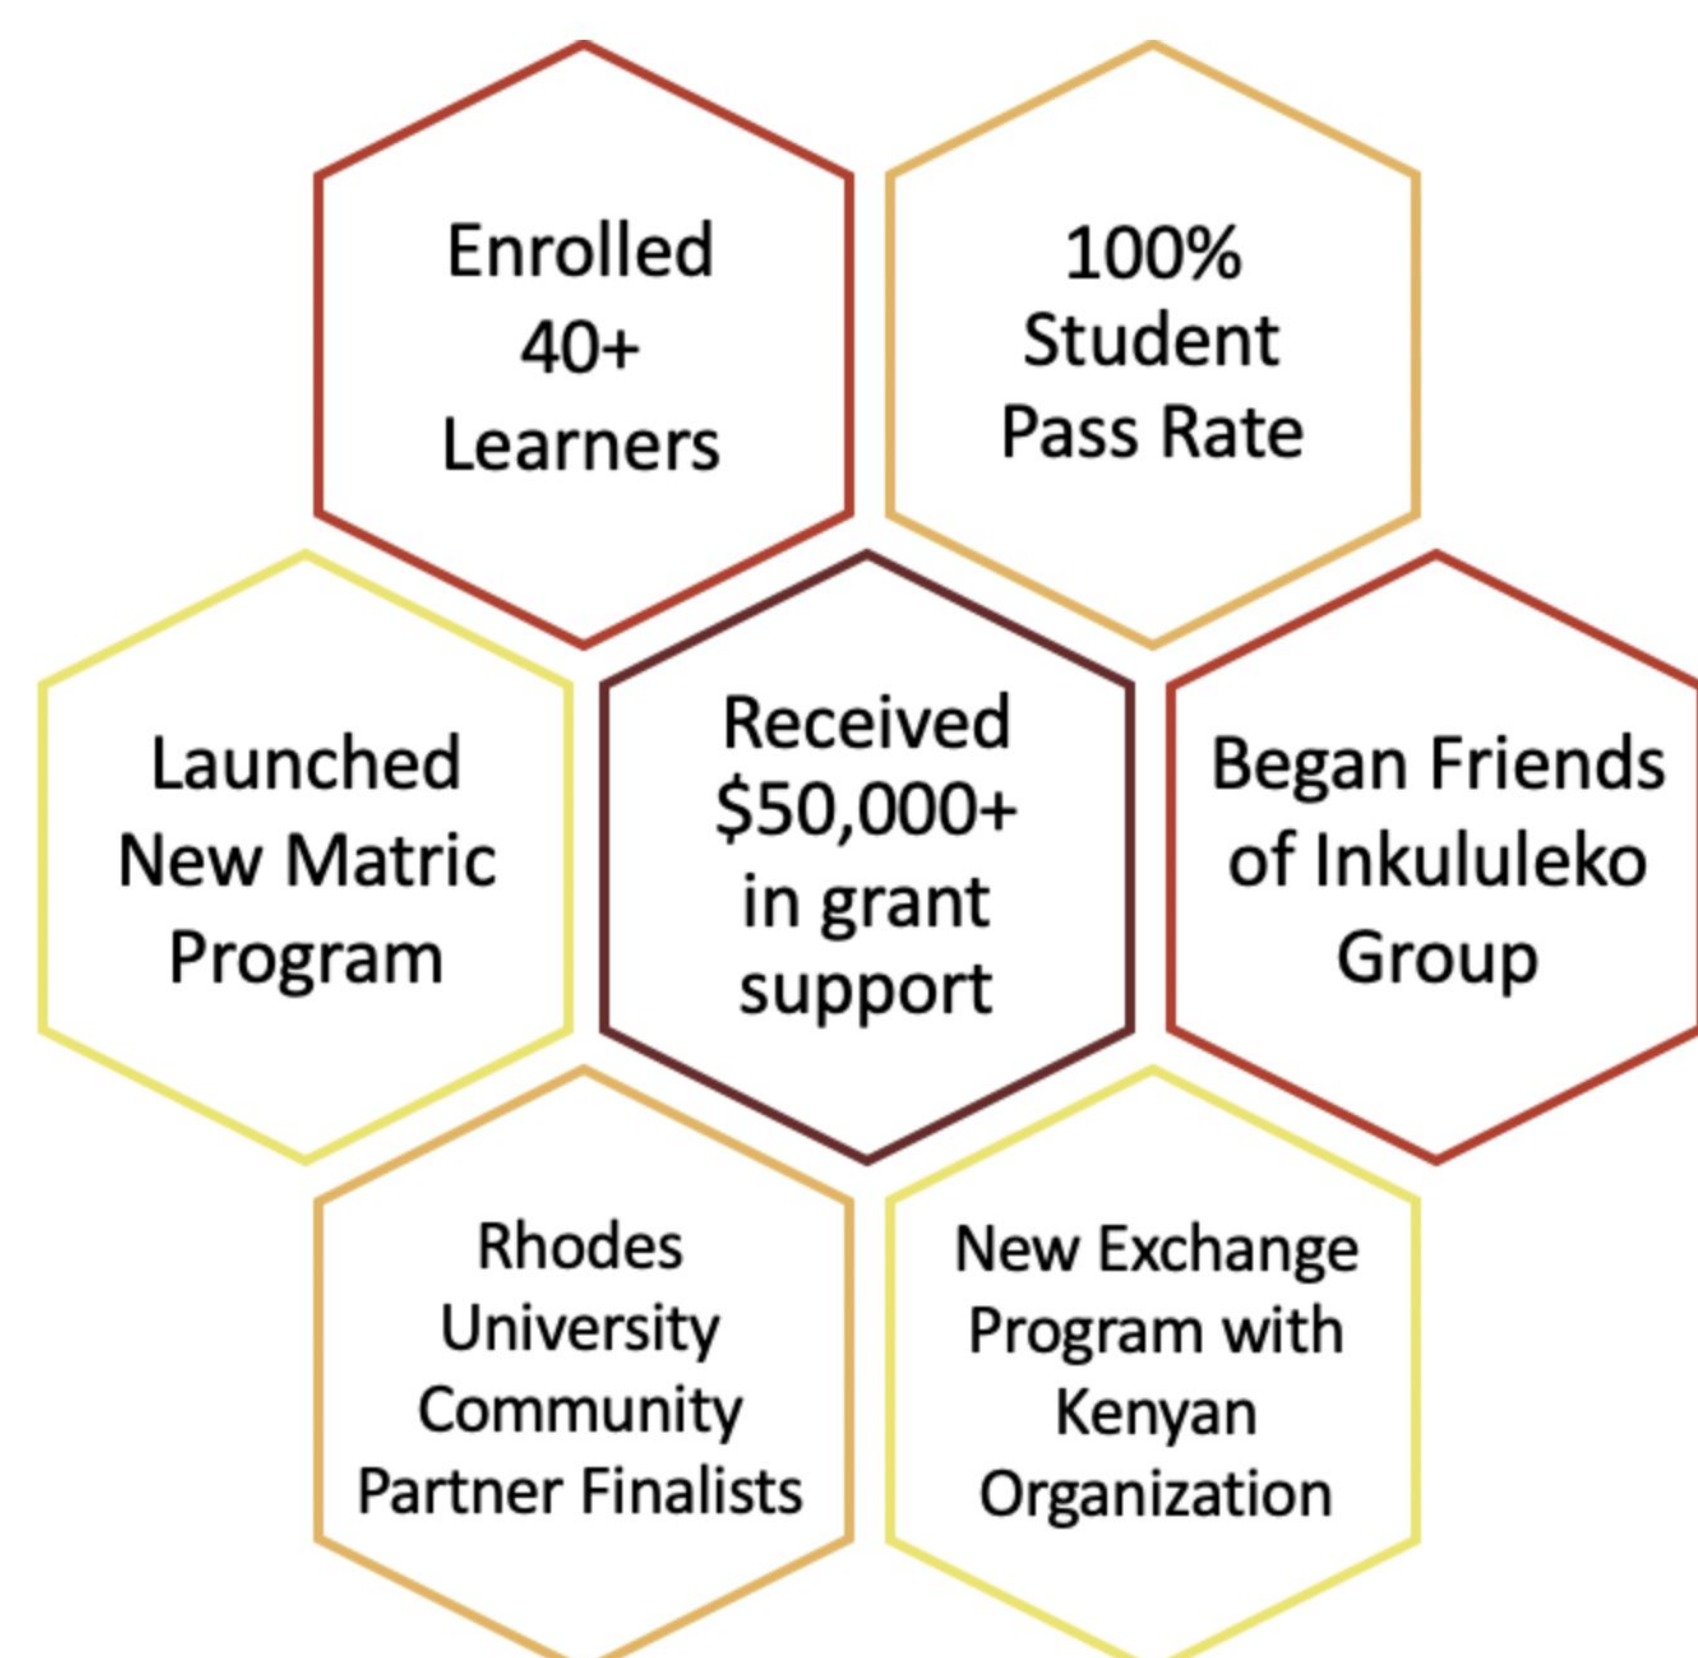 Enrolled
40+
Learners
100%
Student
Pass Rate
Launched
New Matric
Program
Received
$50,000+
in grant
support
Began Friends
of Inkululeko
Group
Rhodes
University
Community
Partner Finalists
New Exchange
Program with
Kenyan
Organization